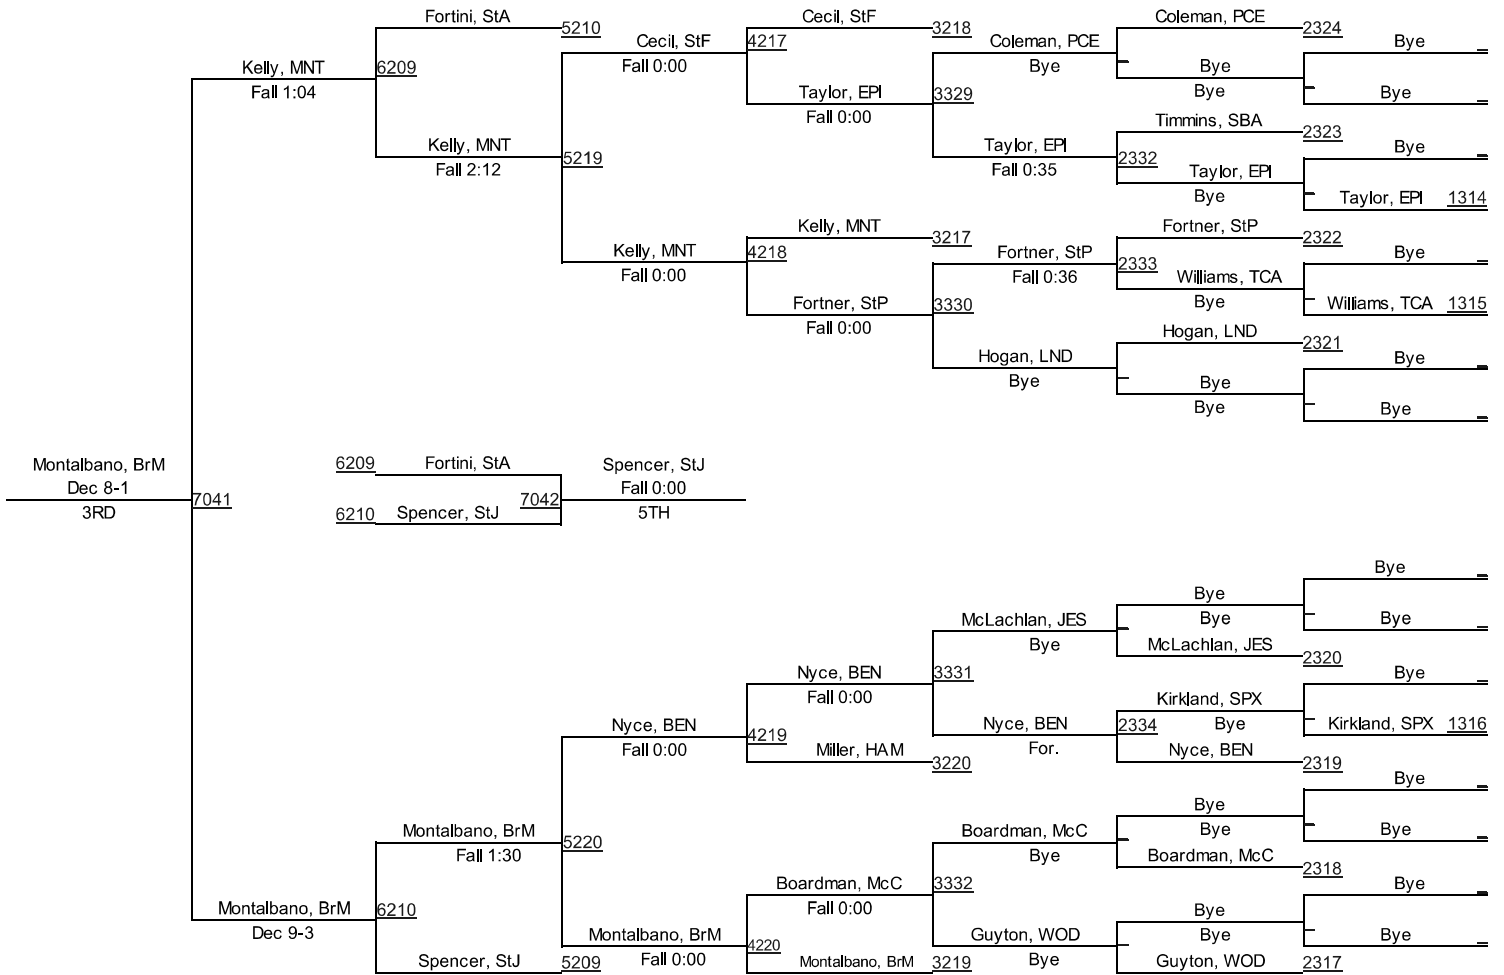 Fortini, StA
5210
Cecil, StF
3218
Coleman, PCE
2324
Cecil, StF
4217
Coleman, PCE
Bye
Kelly, MNT
6209
Fall 0:00
Bye
Bye
Fall 1:04
Taylor, EPI
3329
Bye
Bye
Fall 0:00
Timmins, SBA
2323
Kelly, MNT
5219
Taylor, EPI
2332
Bye
Fall 2:12
Fall 0:35
Taylor, EPI
Bye
Taylor, EPI 1314
Kelly, MNT
3217
Fortner, StP
2322
Kelly, MNT
4218
Fortner, StP
2333
Bye
Fall 0:00
Fall 0:36
Williams, TCA
Fortner, StP
3330
Bye
Williams, TCA 1315
Fall 0:00
Hogan, LND
2321
Hogan, LND
Bye
Bye
Bye
Bye
Bye
Montalbano, BrM
6209
Fortini, StA
Spencer, StJ
Dec 8-1
7041
7042
Fall 0:00
3RD
6210
Spencer, StJ
5TH
Bye
Bye
McLachlan, JES
Bye
Bye
Bye
McLachlan, JES
2320
Nyce, BEN
3331
Bye
Fall 0:00
Kirkland, SPX
Nyce, BEN
4219
Nyce, BEN
2334
Bye
Kirkland, SPX 1316
Fall 0:00
Miller, HAM
3220
For.
Nyce, BEN
2319
Bye
Bye
Montalbano, BrM
5220
Boardman, McC
Bye
Bye
Fall 1:30
Bye
Boardman, McC
2318
Boardman, McC
3332
Bye
Montalbano, BrM
6210
Fall 0:00
Bye
Dec 9-3
Montalbano, BrM
4220
Guyton, WOD
Bye
Bye
Spencer, StJ
5209
Fall 0:00
Montalbano, BrM
3219
Bye
Guyton, WOD
2317